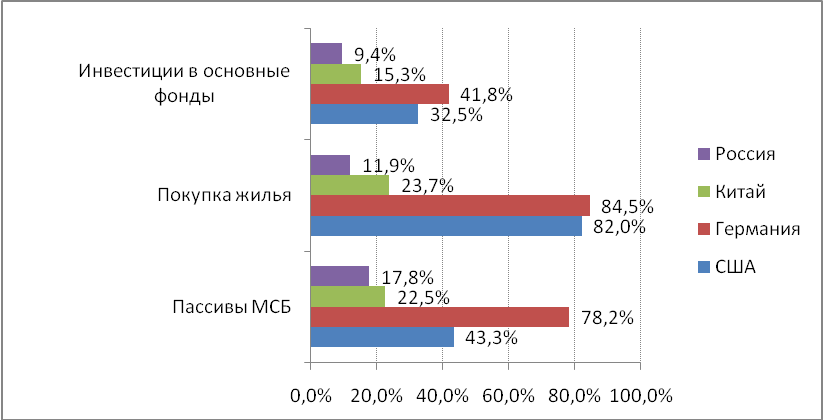 Инвестиции в основные
фонды
9,4%
15,3%
41,8%
32,5%
Покупка жилья
11,9%
23,7%
84,5%
82,0%
Пассивы МСБ
17,8%
22,5%
78,2%
43,3%
0,0% 20,0% 40,0% 60,0% 80,0% 100,0%
Россия
Китай
Германия
США